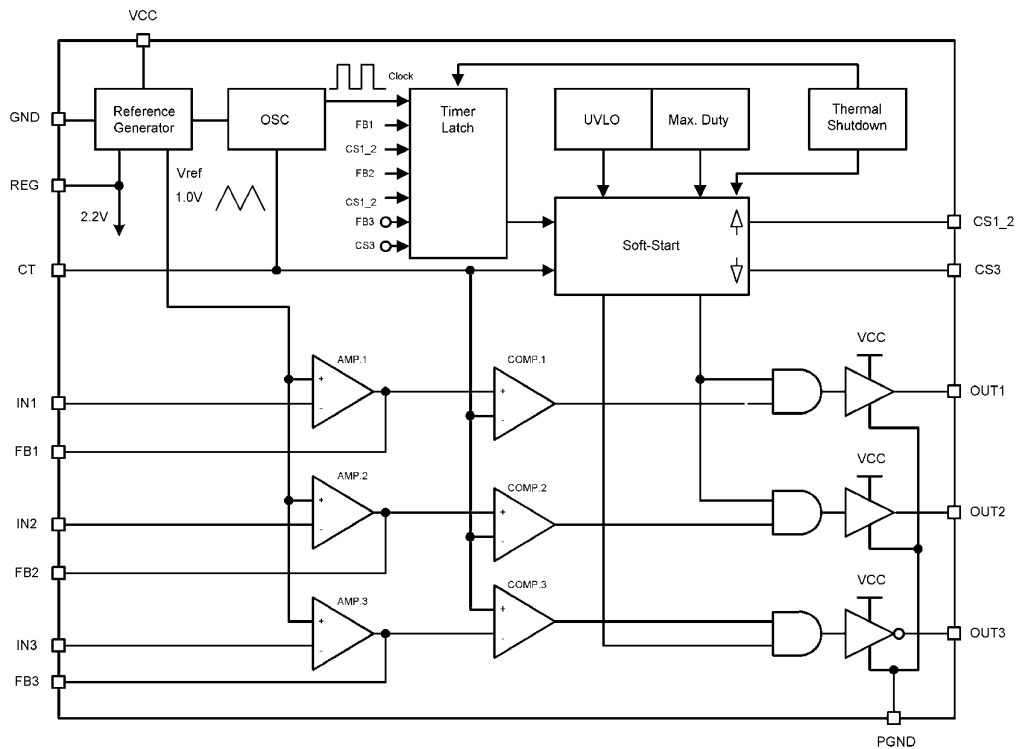 VCC
GND
Reference
Generator
OSC
Clock
FB1
CS1_2
FB2
CS1_2
FB3
CS3
Timer
Latch
UVLO
Max. Duty
Thermal
Shutdown
REG
2.2V
Vref
1.0V
Soft-Start
CS1_2
CS3
CT
AMP.1
+
-
COMP.1
+
-
VCC
IN1
OUT1
FB1
AMP.2
+
-
COMP.2
+
-
VCC
IN2
OUT2
FB2
AMP.3
+
-
COMP.3
+
-
VCC
IN3
OUT3
FB3
PGND